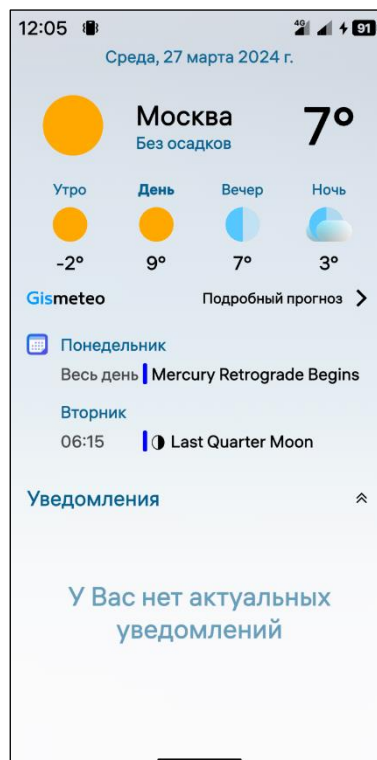 12:05 4G 91
Среда, 27 марта 2024 г.
Москва
Без осадков
7°
Утро День Вечер Ночь
-2° 9° 7° 3°
Gismeteo Подробный прогноз
Понедельник
Весь день Mercury Retrograde Begins
Вторник
06:15 Last Quarter Moon
Уведомления
У Вас нет актуальных
уведомлений